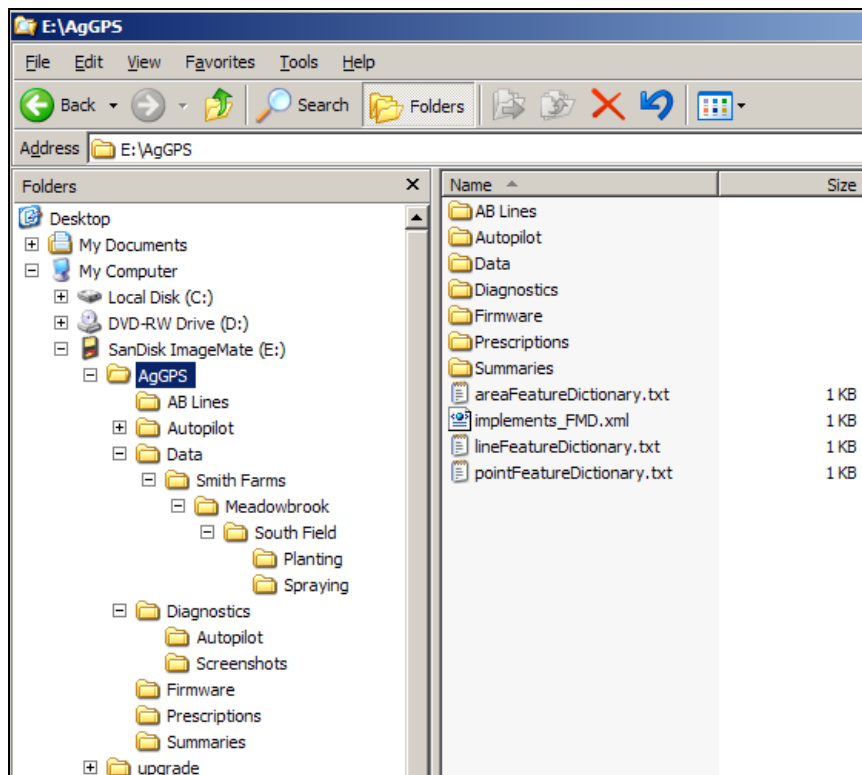 E:\AgGPS
File Edit View Favorites Tools Help
Back Search Folders
Address E:\AgGPS
Folders
Desktop
My Documents
My Computer
Local Disk (C:)
DVD-RW Drive (D:)
SanDisk ImageMate (E:)
AgGPS
AB Lines
Autopilot
Data
Smith Farms
Meadowbrook
South Field
Planting
Spraying
Diagnostics
Autopilot
Screenshots
Firmware
Prescriptions
Summaries
upgrade
Name Size
AB Lines
Autopilot
Data
Diagnostics
Firmware
Prescriptions
Summaries
areaFeatureDictionary.txt 1 KB
implements_FMD.xml 1 KB
lineFeatureDictionary.txt 1 KB
pointFeatureDictionary.txt 1 KB